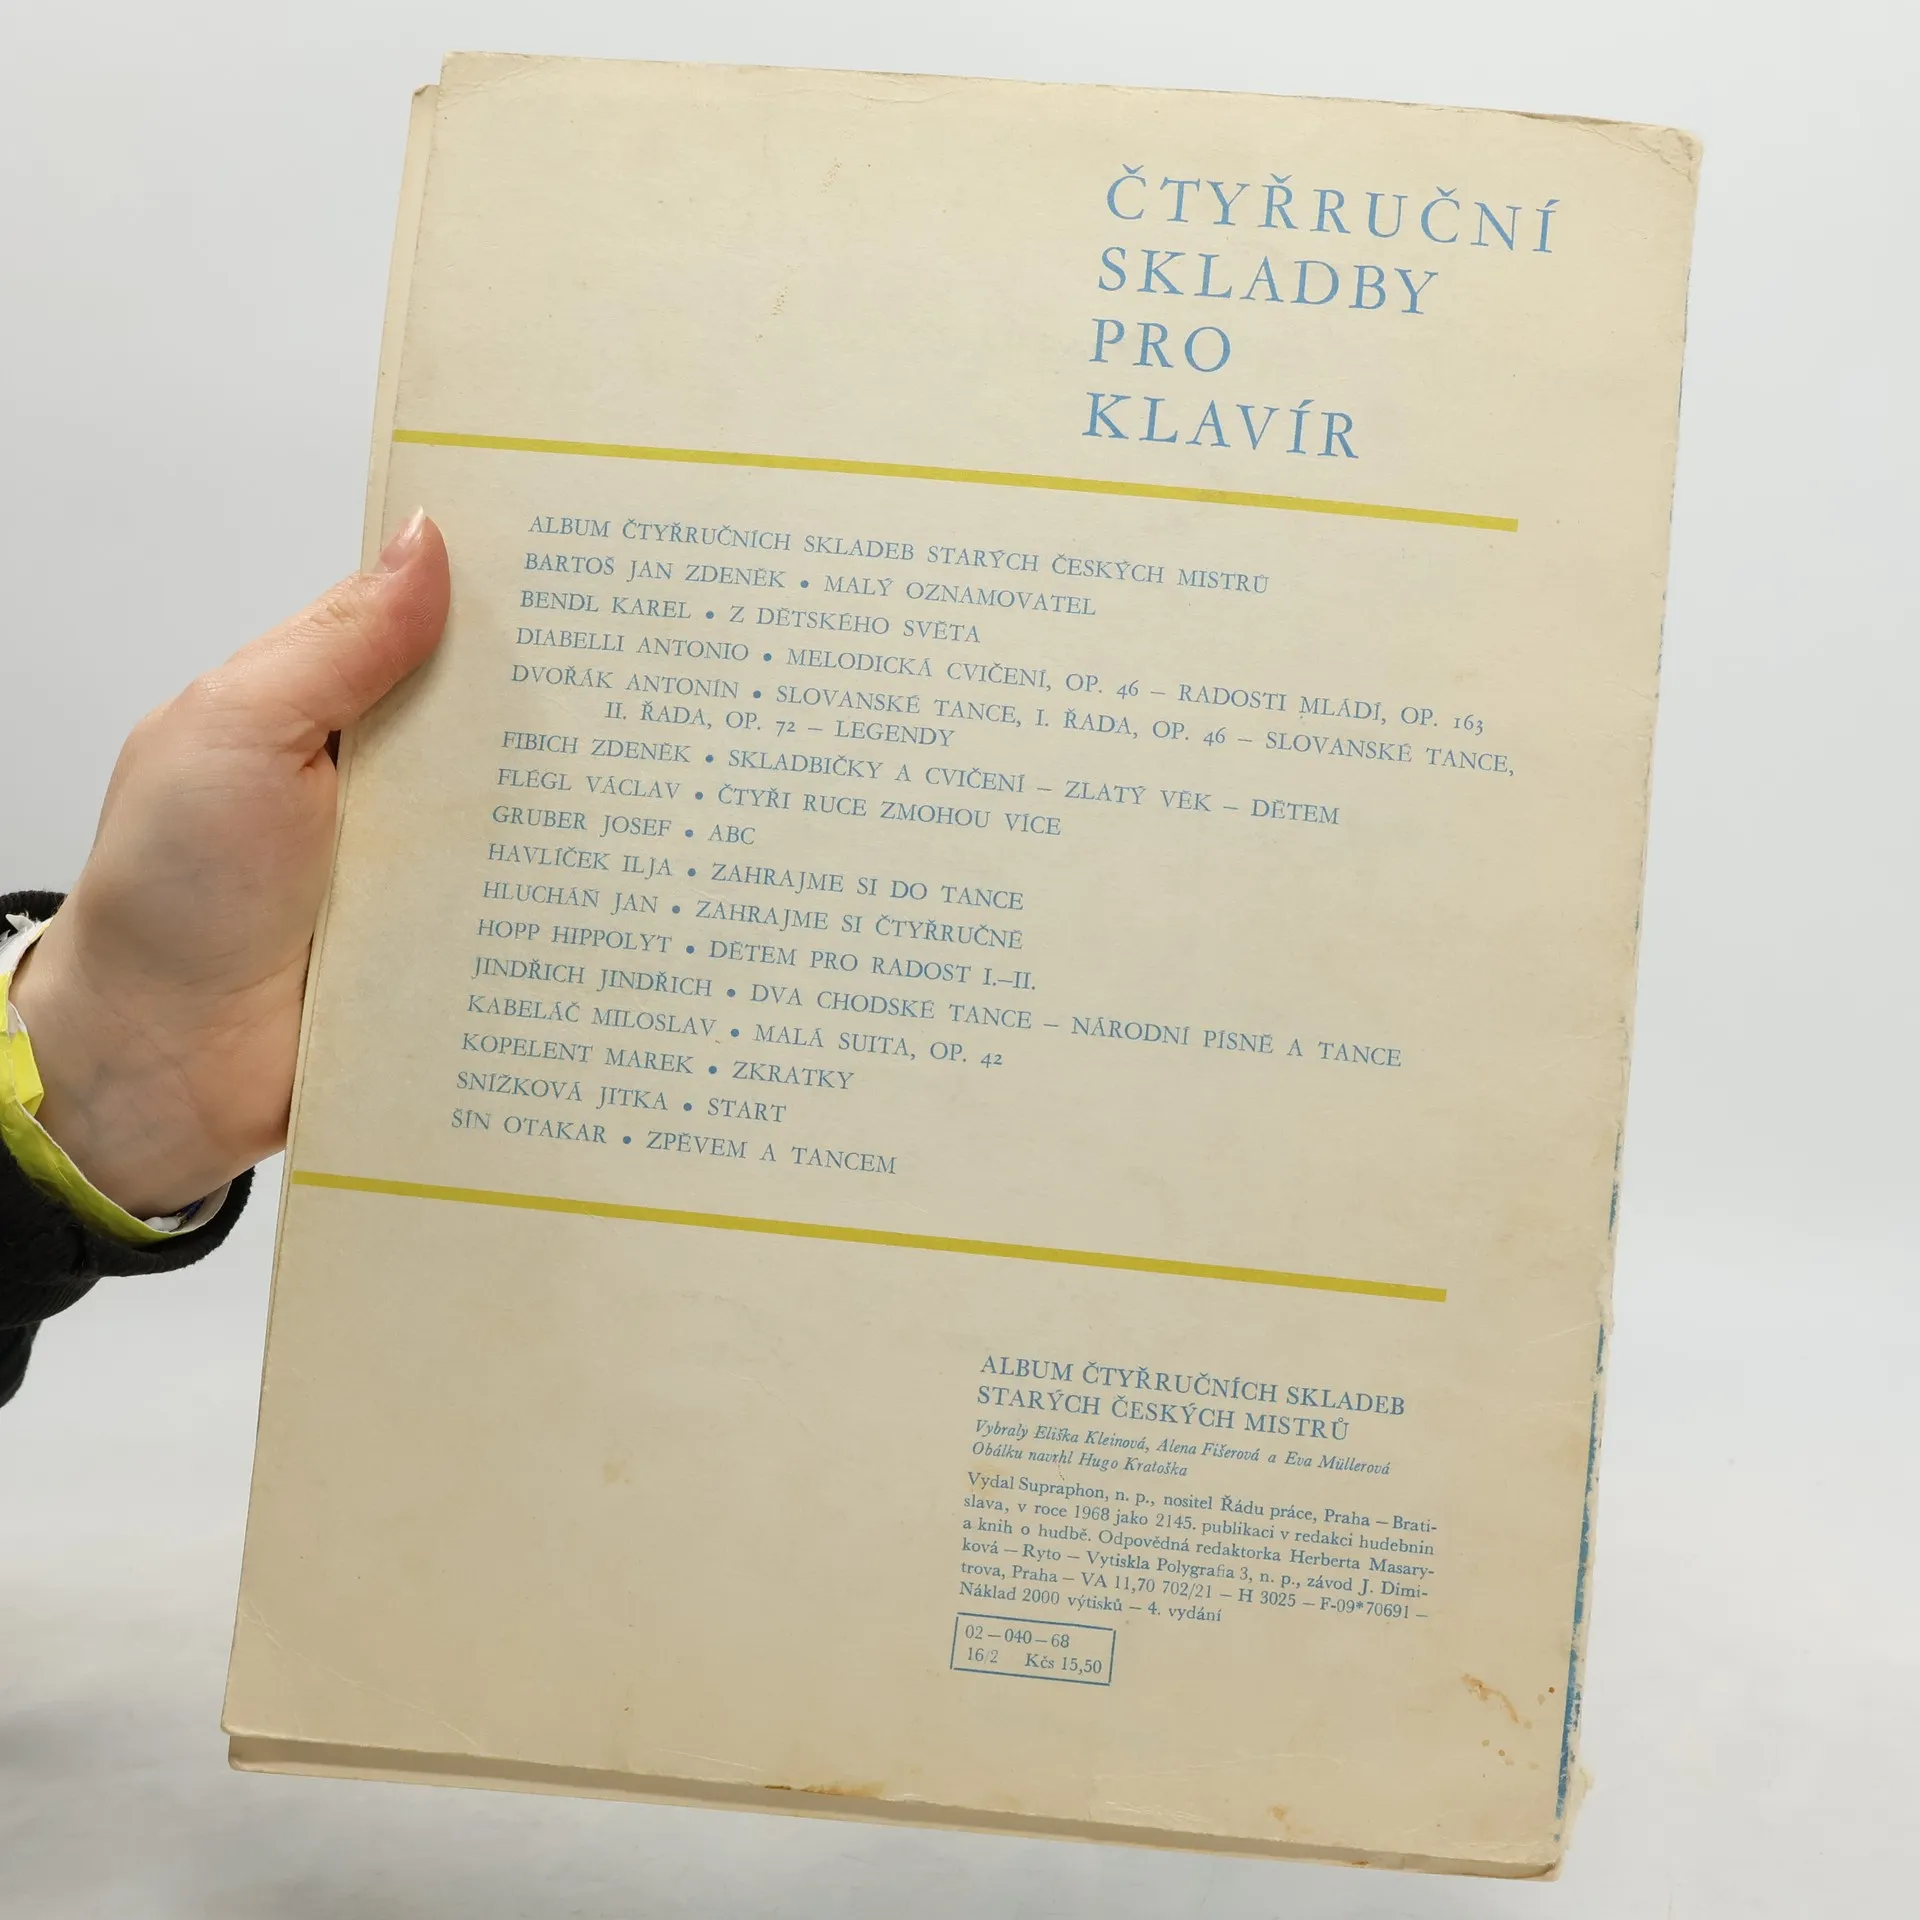 ČTYŘRUČNÍ
SKLADBY
PRO
KLAVÍR
ALBUM ČTYŘRUČNÍCH SKLADEB STARÝCH ČESKÝCH MISTRŮ
BARTOŠ JAN ZDENĚK • MALÝ OZNAMOVATEL
BENDL KAREL • Z DĚTSKÉHO SVĚTA
DIABELLI ANTONIO • MELODICKÁ CVIČENÍ, OP. 46 – RADOSTI MLÁDÍ, OP. 163
DVOŘÁK ANTONÍN • SLOVANSKÉ TANCE, I. ŘADA, OP. 46 – SLOVANSKÉ TANCE,
II. ŘADA, OP. 72 – LEGENDY
FIBICH ZDENĚK • SKLADBIČKY A CVIČENÍ – ZLATÝ VĚK – DĚTEM
FLÉGL VÁCLAV • ČTYŘI RUCE ZMOHOU VÍCE
GRUBER JOSEF • ABC
HAVLÍČEK ILJA • ZAHRAJME SI DO TANCE
HLUCHÁŇ JAN • ZAHRAJME SI ČTYŘRUČNĚ
HOPP HIPPOLYT • DĚTEM PRO RADOST I.–II.
JINDŘICH JINDŘICH • DVA CHODSKÉ TANCE – NÁRODNÍ PÍSNĚ A TANCE
KABELÁČ MILOSLAV • MALÁ SUITA, OP. 42
KOPELENT MAREK • ZKRATKY
SNÍŽKOVÁ JITKA • START
ŠÍN OTAKAR • ZPĚVEM A TANCEM
ALBUM ČTYŘRUČNÍCH SKLADEB
STARÝCH ČESKÝCH MISTRŮ
Vybraly Eliška Kleinová, Alena Fišerová a Eva Müllerová
Obálku navrhl Hugo Kratoška
Vydal Supraphon, n. p., nositel Řádu práce, Praha – Brati-
slava, v roce 1968 jako 2145. publikaci v redakci hudebnin
a knih o hudbě. Odpovědná redaktorka Herberta Masary-
ková – Ryto – Vytiskla Polygrafia 3, n. p., závod J. Dimi-
trova, Praha – VA 11,70 702/21 – H 3025 – F-09*70691 –
Náklad 2000 výtisků – 4. vydání
02 – 040 – 68
16/2 Kčs 15,50